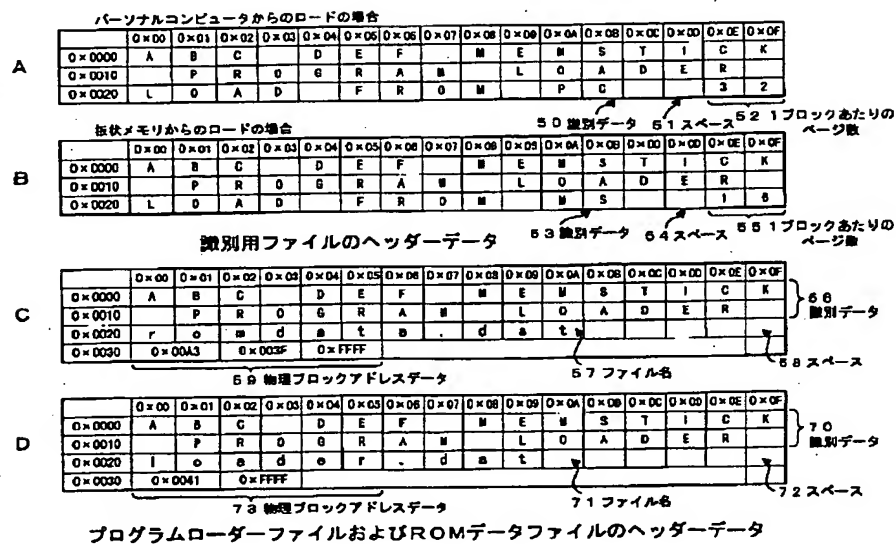 パーソナルコンピュータからのロードの場合
0×00 0×01 0×02 0×03 0×04 0×05 0×06 0×07 0×08 0×09 0×0A 0×0B 0×0C 0×0D 0×0E 0×0F
A
0×0000 A B C D E F M E M S T I C K
0×0010 P R O G R A M L O A D E R
0×0020 L O A D F R O M P C 3 2
50 識別データ 51 スペース 52 1ブロックあたりのページ数
板状メモリからのロードの場合
0×00 0×01 0×02 0×03 0×04 0×05 0×06 0×07 0×08 0×09 0×0A 0×0B 0×0C 0×0D 0×0E 0×0F
B
0×0000 A B C D E F M E M S T I C K
0×0010 P R O G R A M L O A D E R
0×0020 L O A D F R O M M S 1 6
53 識別データ 54 スペース 55 1ブロックあたりのページ数
識別用ファイルのヘッダーデータ
0×00 0×01 0×02 0×03 0×04 0×05 0×06 0×07 0×08 0×09 0×0A 0×0B 0×0C 0×0D 0×0E 0×0F
C
0×0000 A B C D E F M E M S T I C K
0×0010 P R O G R A M L O A D E R
56 識別データ
0×0020 r o m d a t a . d a t
0×0030 0×00A3 0×003F 0×FFFF
59 物理ブロックアドレスデータ 57 ファイル名 58 スペース
0×00 0×01 0×02 0×03 0×04 0×05 0×06 0×07 0×08 0×09 0×0A 0×0B 0×0C 0×0D 0×0E 0×0F
D
0×0000 A B C D E F M E M S T I C K
0×0010 P R O G R A M L O A D E R
70 識別データ
0×0020 l o a d e r . d a t
0×0030 0×0041 0×FFFF
73 物理ブロックアドレスデータ 71 ファイル名 72 スペース
プログラムローダーファイルおよびROMデータファイルのヘッダーデータ